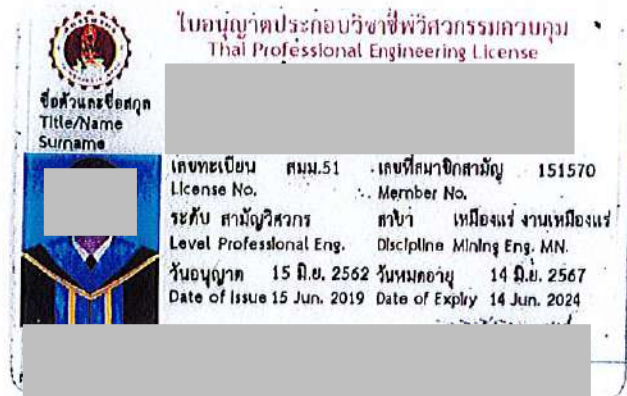 ใบอนุญาตประกอบวิชาชีพวิศวกรรมควบคุม
Thai Professional Engineering License
ชื่อตัวและชื่อสกุล
Title/Name
Surname
เลขทะเบียน สมม.51 เลขที่สมาชิกสามัญ 151570
License No. Member No.
ระดับ สามัญวิศวกร สาขา เหมืองแร่ งานเหมืองแร่
Level Professional Eng. Discipline Mining Eng. MN.
วันอนุญาต 15 มิ.ย. 2562 วันหมดอายุ 14 มิ.ย. 2567
Date of Issue 15 Jun. 2019 Date of Expiry 14 Jun. 2024